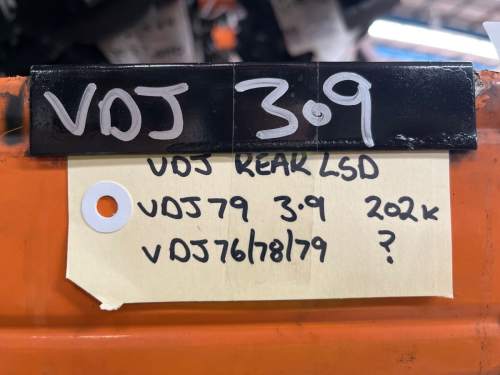 VDJ 3.9
VDJ REAR LSD
VDJ79 3.9 202K
VDJ76/78/79 ?